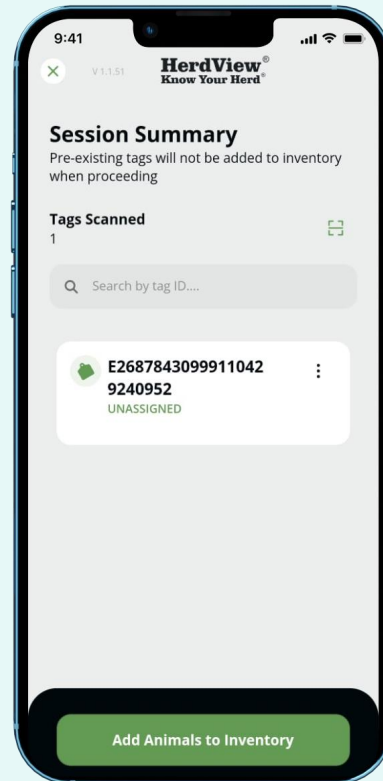 9:41
V 1.1.51
HerdView®
Know Your Herd®
Session Summary
Pre-existing tags will not be added to inventory
when proceeding
Tags Scanned
1
Search by tag ID....
E2687843099911042
9240952
UNASSIGNED
Add Animals to Inventory